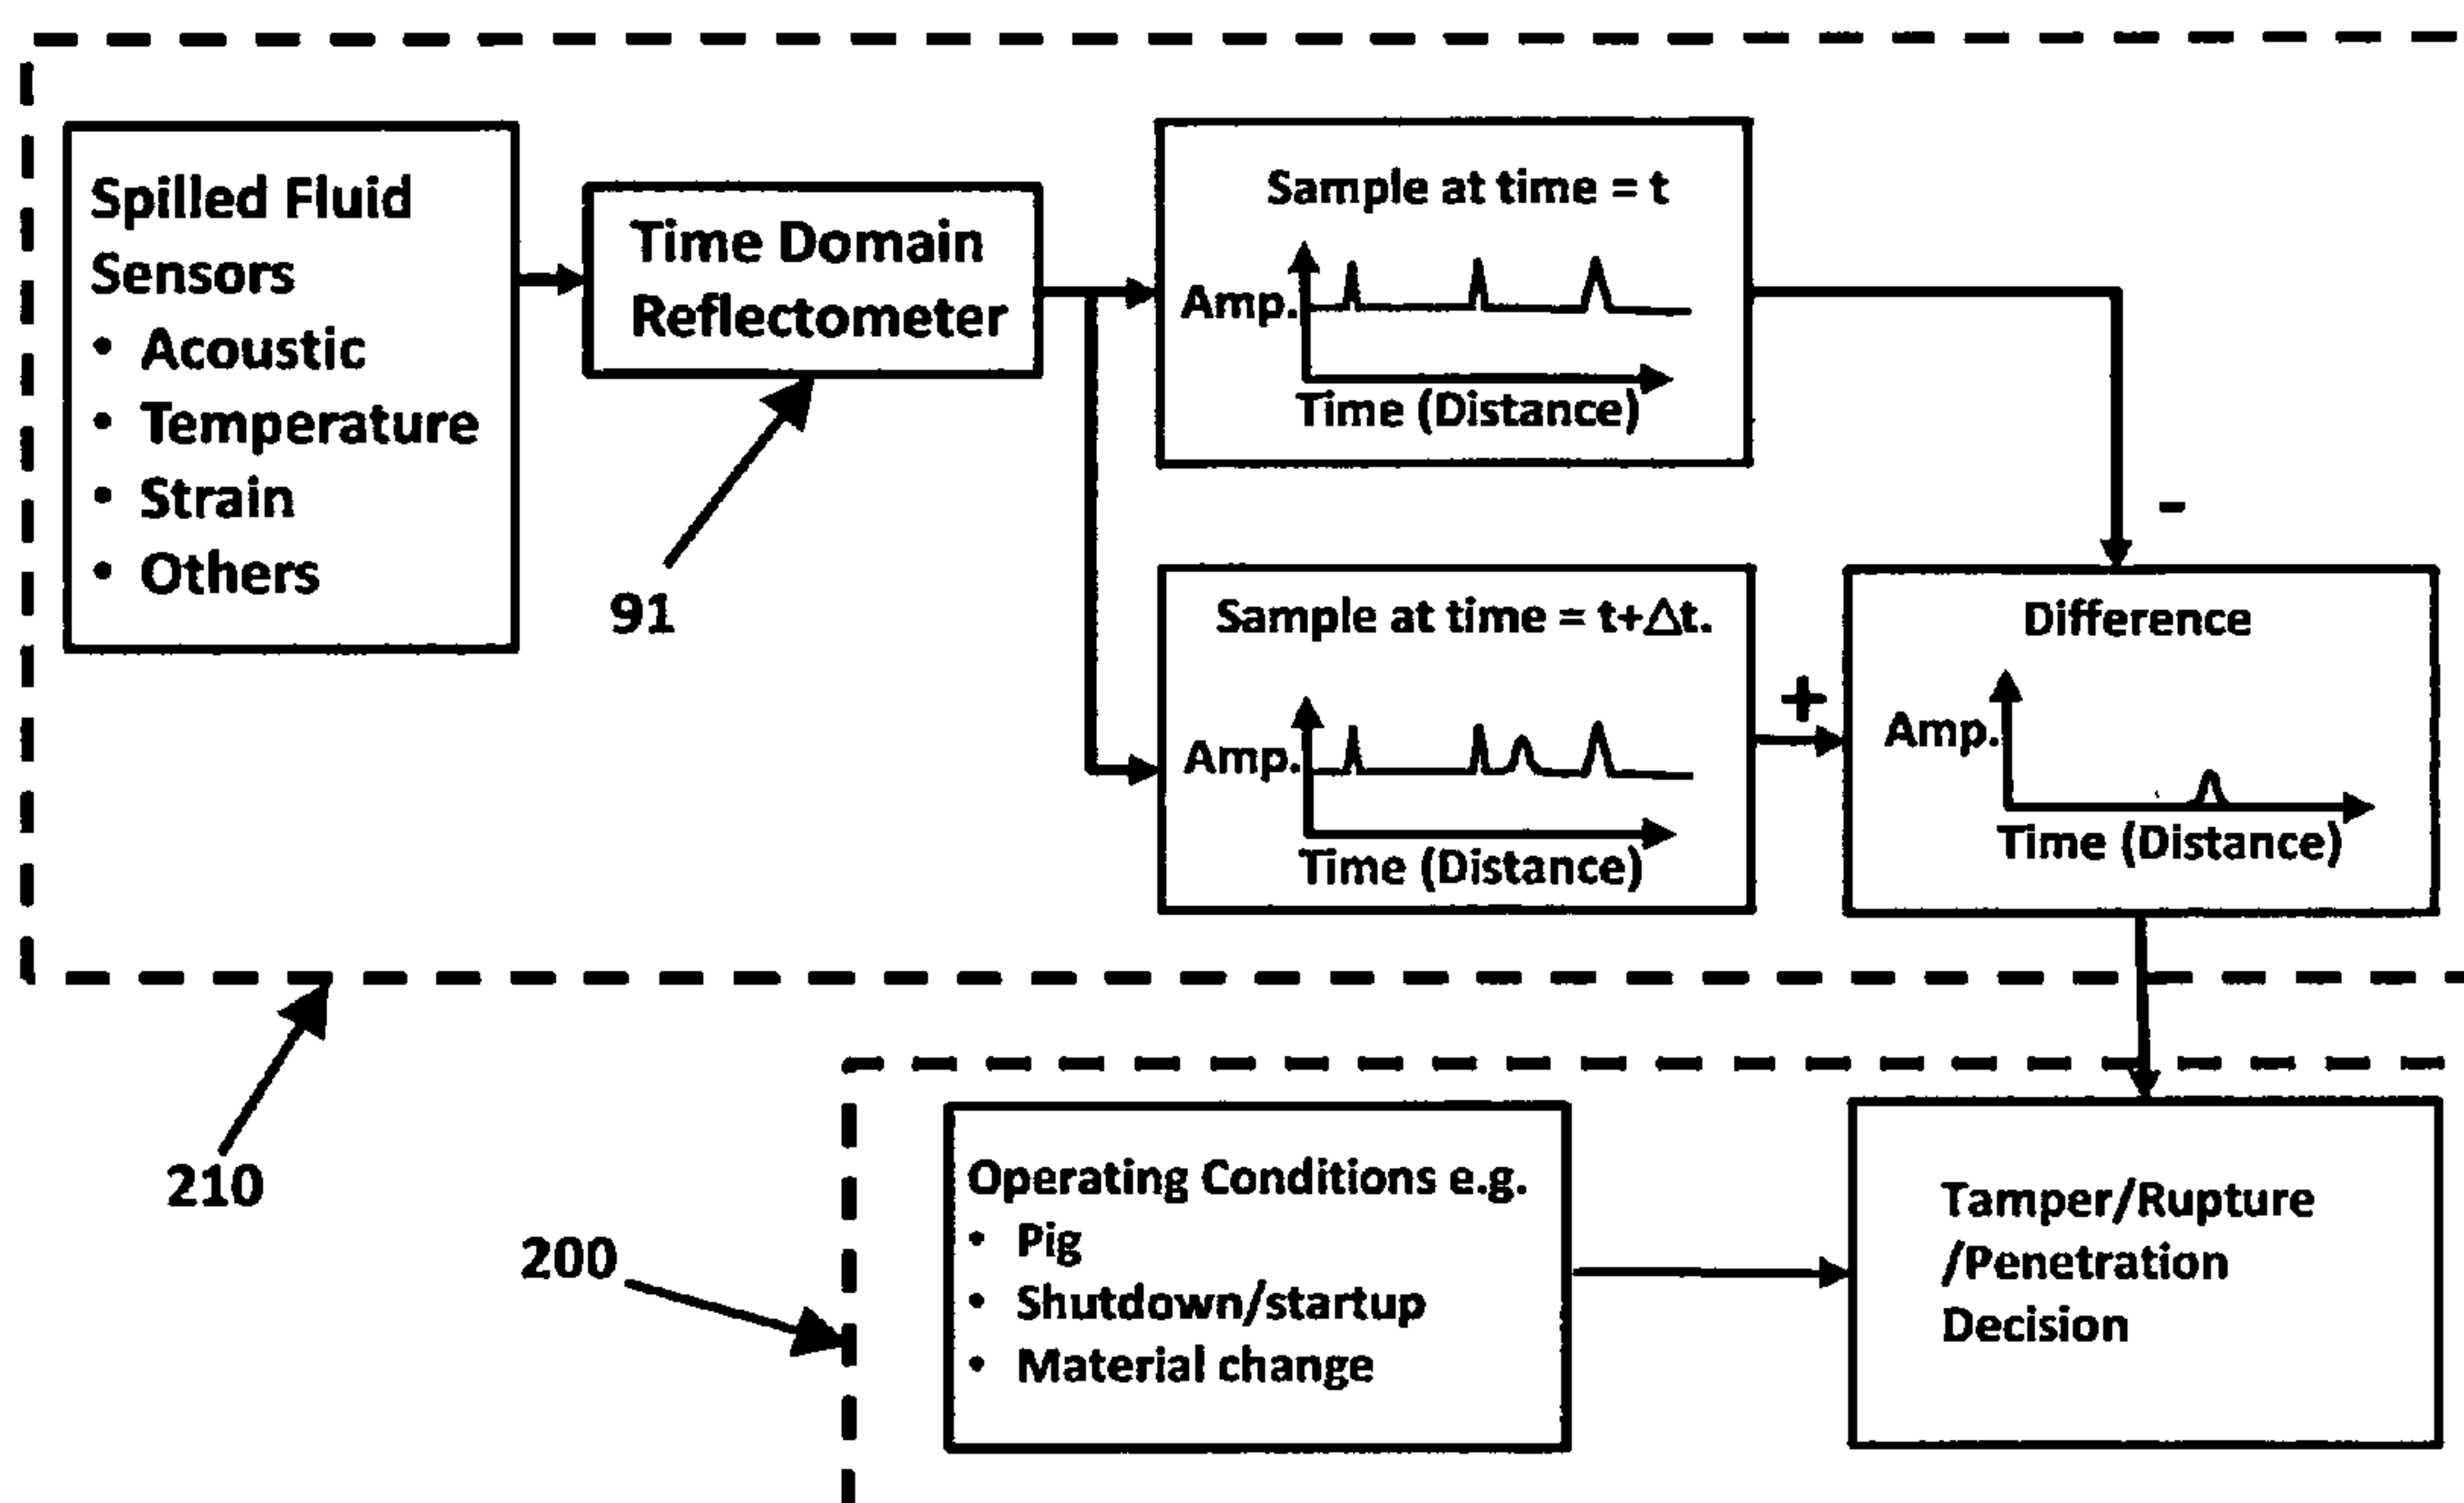 Spilled Fluid
Sensors
• Acoustic
• Temperature
• Strain
• Others
Time Domain
Reflectometer
91
Sample at time = t
Amp.
Time (Distance)
-
Sample at time = t+Δt.
Amp.
Time (Distance)
+
Difference
Amp.
Time (Distance)
210
200
Operating Conditions e.g.
• Pig
• Shutdown/startup
• Material change
Tamper/Rupture
/Penetration
Decision